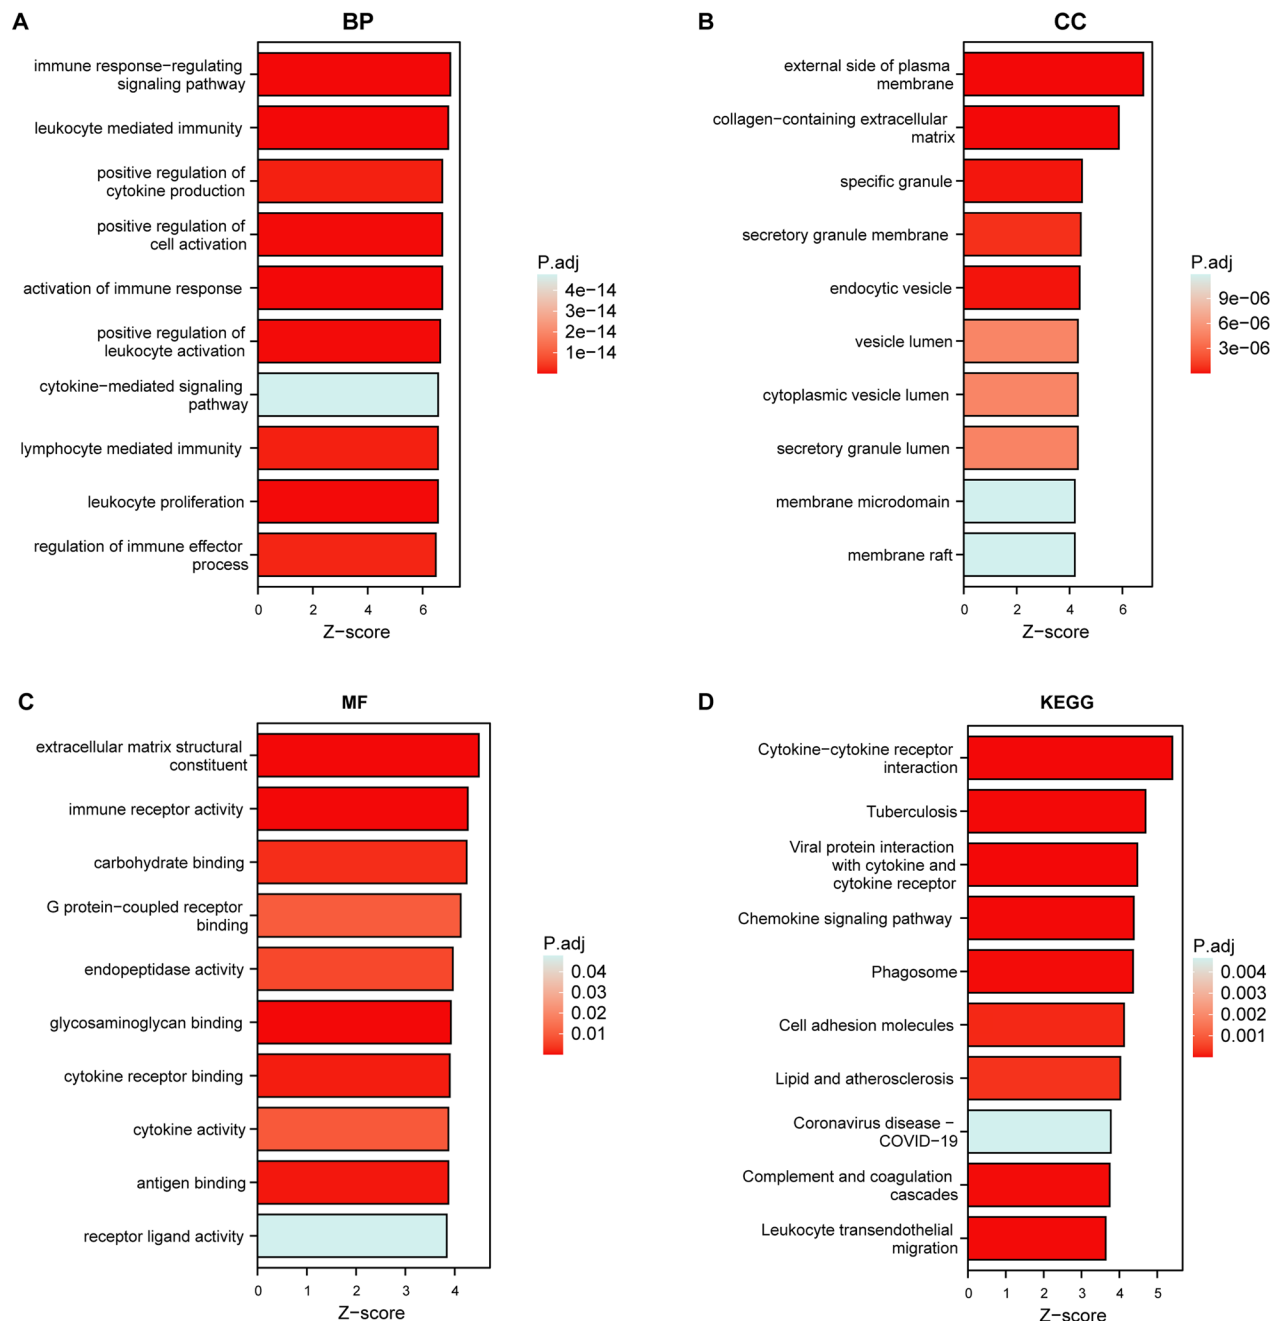 A
BP
immune response−regulating
signaling pathway
leukocyte mediated immunity
positive regulation of
cytokine production
positive regulation of
cell activation
activation of immune response
positive regulation of
leukocyte activation
cytokine−mediated signaling
pathway
lymphocyte mediated immunity
leukocyte proliferation
regulation of immune effector
process
0 2 4 6
Z−score
P.adj
4e−14
3e−14
2e−14
1e−14
B
CC
external side of plasma
membrane
collagen−containing extracellular
matrix
specific granule
secretory granule membrane
endocytic vesicle
vesicle lumen
cytoplasmic vesicle lumen
secretory granule lumen
membrane microdomain
membrane raft
0 2 4 6
Z−score
P.adj
9e−06
6e−06
3e−06
C
MF
extracellular matrix structural
constituent
immune receptor activity
carbohydrate binding
G protein−coupled receptor
binding
endopeptidase activity
glycosaminoglycan binding
cytokine receptor binding
cytokine activity
antigen binding
receptor ligand activity
0 1 2 3 4
Z−score
P.adj
0.04
0.03
0.02
0.01
D
KEGG
Cytokine−cytokine receptor
interaction
Tuberculosis
Viral protein interaction
with cytokine and
cytokine receptor
Chemokine signaling pathway
Phagosome
Cell adhesion molecules
Lipid and atherosclerosis
Coronavirus disease −
COVID−19
Complement and coagulation
cascades
Leukocyte transendothelial
migration
0 1 2 3 4 5
Z−score
P.adj
0.004
0.003
0.002
0.001